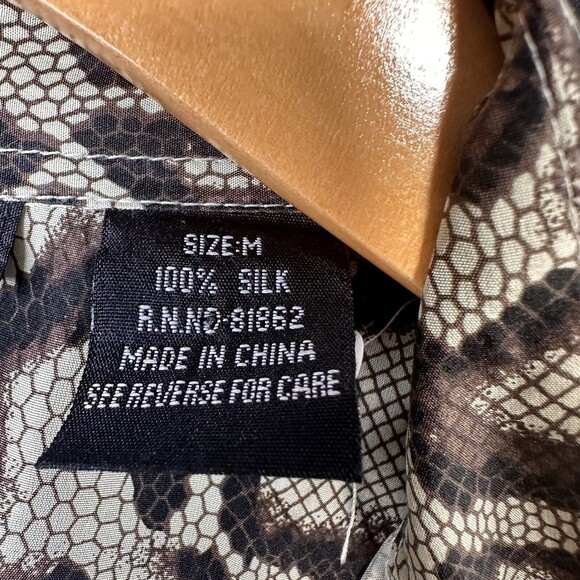 SIZE:M
100% SILK
R.N.NO-81862
MADE IN CHINA
SEE REVERSE FOR CARE